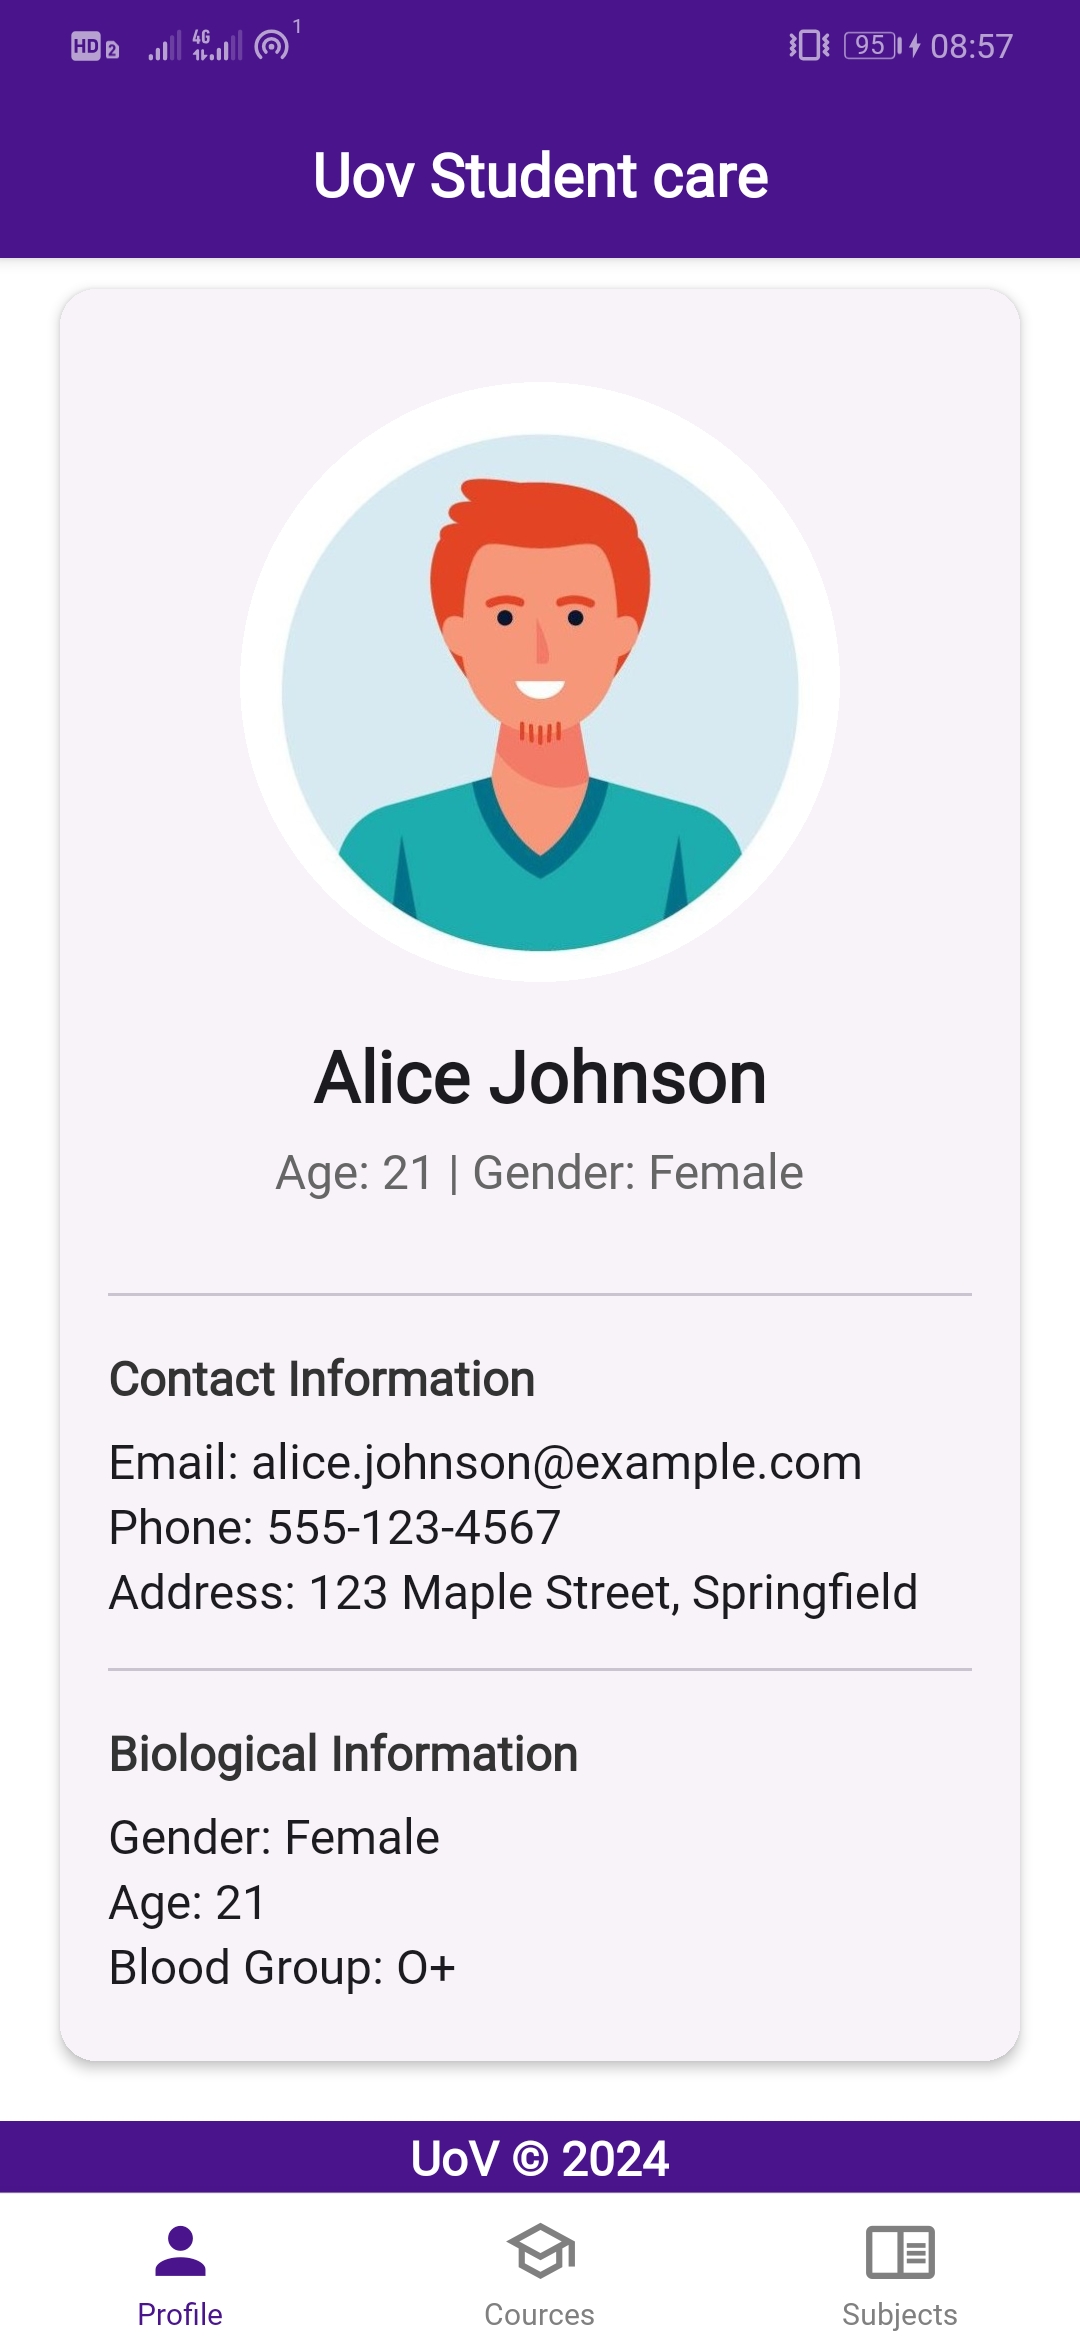 HD 2 4G 1 95 08:57
Uov Student care
Alice Johnson
Age: 21 | Gender: Female
Contact Information
Email: alice.johnson@example.com
Phone: 555-123-4567
Address: 123 Maple Street, Springfield
Biological Information
Gender: Female
Age: 21
Blood Group: O+
UoV © 2024
Profile Cources Subjects